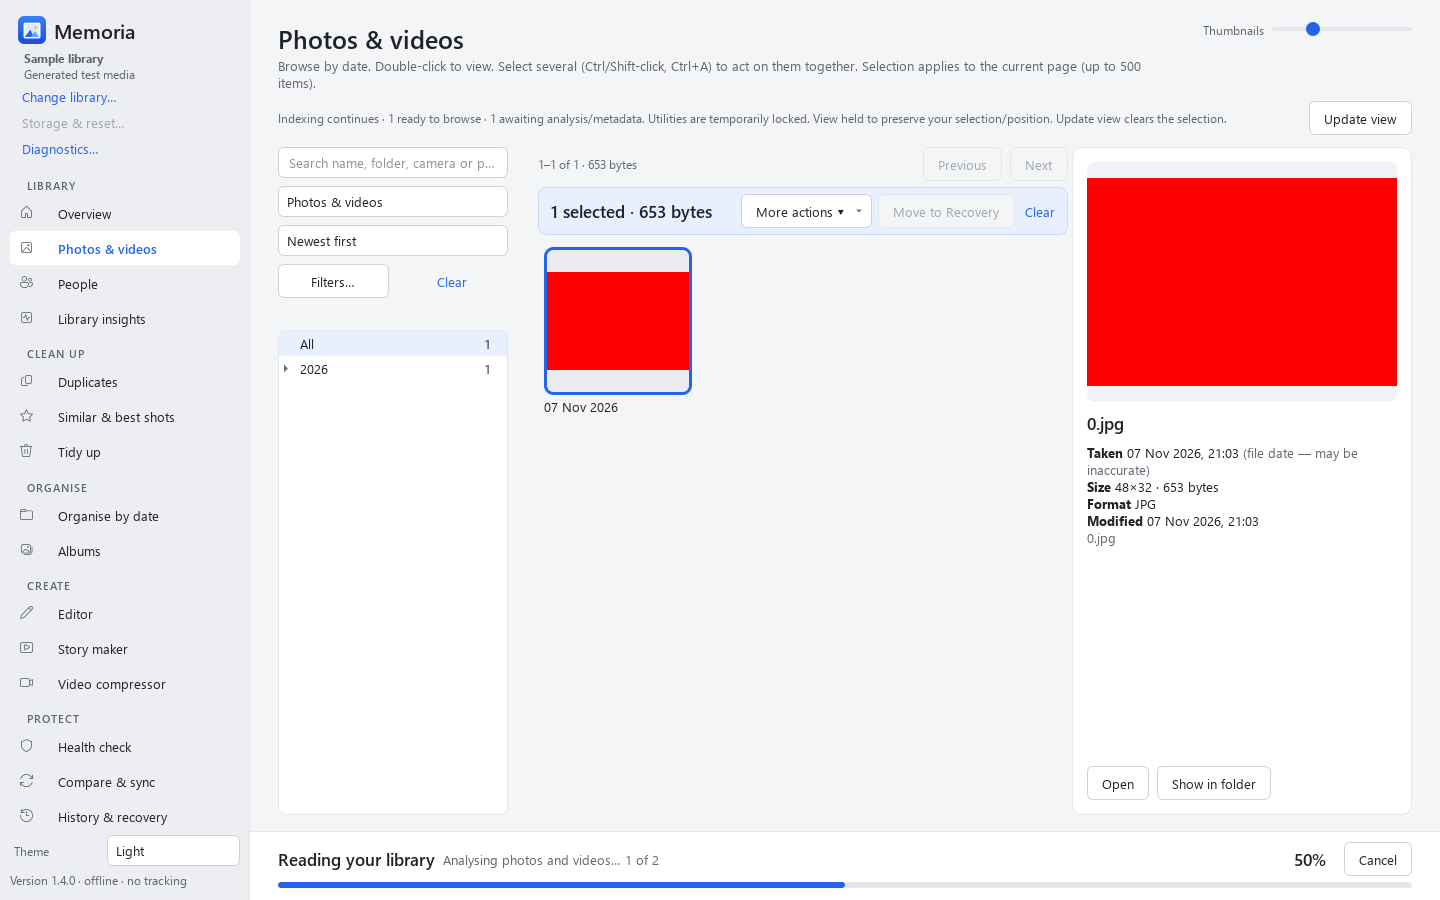 Memoria
Sample library
Generated test media
Change library...
Storage & reset...
Diagnostics...
LIBRARY
Overview
Photos & videos
People
Library insights
CLEAN UP
Duplicates
Similar & best shots
Tidy up
ORGANISE
Organise by date
Albums
CREATE
Editor
Story maker
Video compressor
PROTECT
Health check
Compare & sync
History & recovery
Theme
Light
Version 1.4.0 · offline · no tracking
Photos & videos
Browse by date. Double-click to view. Select several (Ctrl/Shift-click, Ctrl+A) to act on them together. Selection applies to the current page (up to 500
items).
Thumbnails
Indexing continues · 1 ready to browse · 1 awaiting analysis/metadata. Utilities are temporarily locked. View held to preserve your selection/position. Update view clears the selection.
Update view
Search name, folder, camera or p...
Photos & videos
Newest first
Filters...
Clear
All 1
2026 1
1–1 of 1 · 653 bytes
Previous
Next
1 selected · 653 bytes
More actions ▾
Move to Recovery
Clear
07 Nov 2026
0.jpg
Taken 07 Nov 2026, 21:03 (file date — may be
inaccurate)
Size 48×32 · 653 bytes
Format JPG
Modified 07 Nov 2026, 21:03
0.jpg
Open
Show in folder
Reading your library
Analysing photos and videos... 1 of 2
50%
Cancel